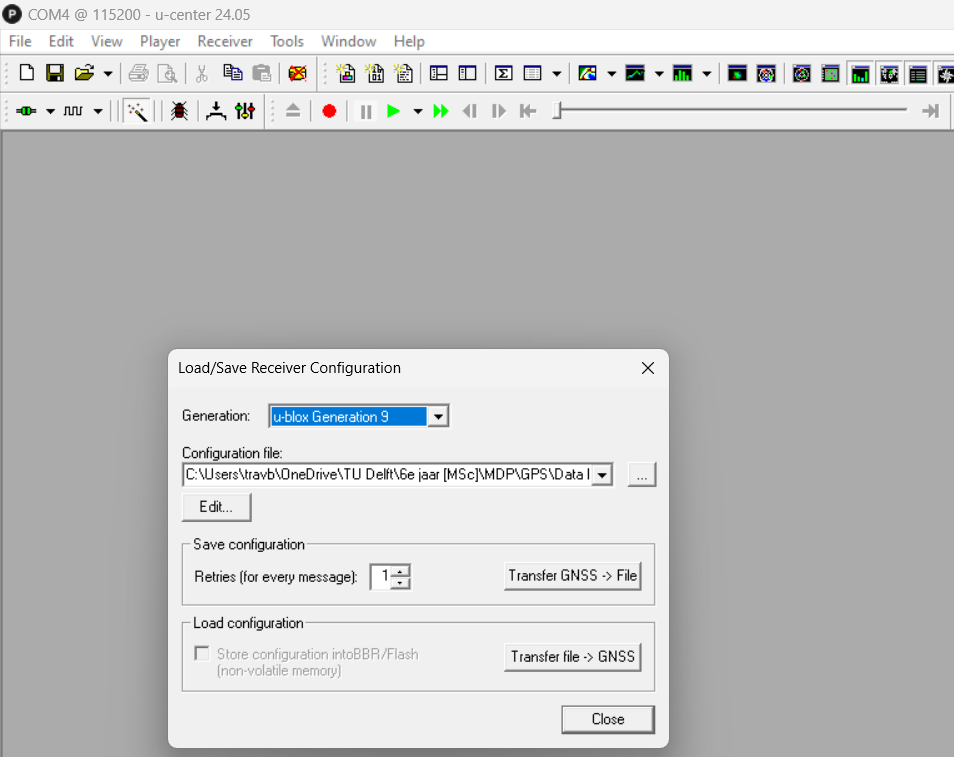 COM4 @ 115200 - u-center 24.05
File Edit View Player Receiver Tools Window Help
Load/Save Receiver Configuration
Generation: u-blox Generation 9
Configuration file:
C:\Users\travb\OneDrive\TU Delft\6e jaar [MSc]\MDP\GPS\Data I ...
Edit...
Save configuration
Retries (for every message): 1 Transfer GNSS -> File
Load configuration
Store configuration intoBBR/Flash
(non-volatile memory)
Transfer file -> GNSS
Close